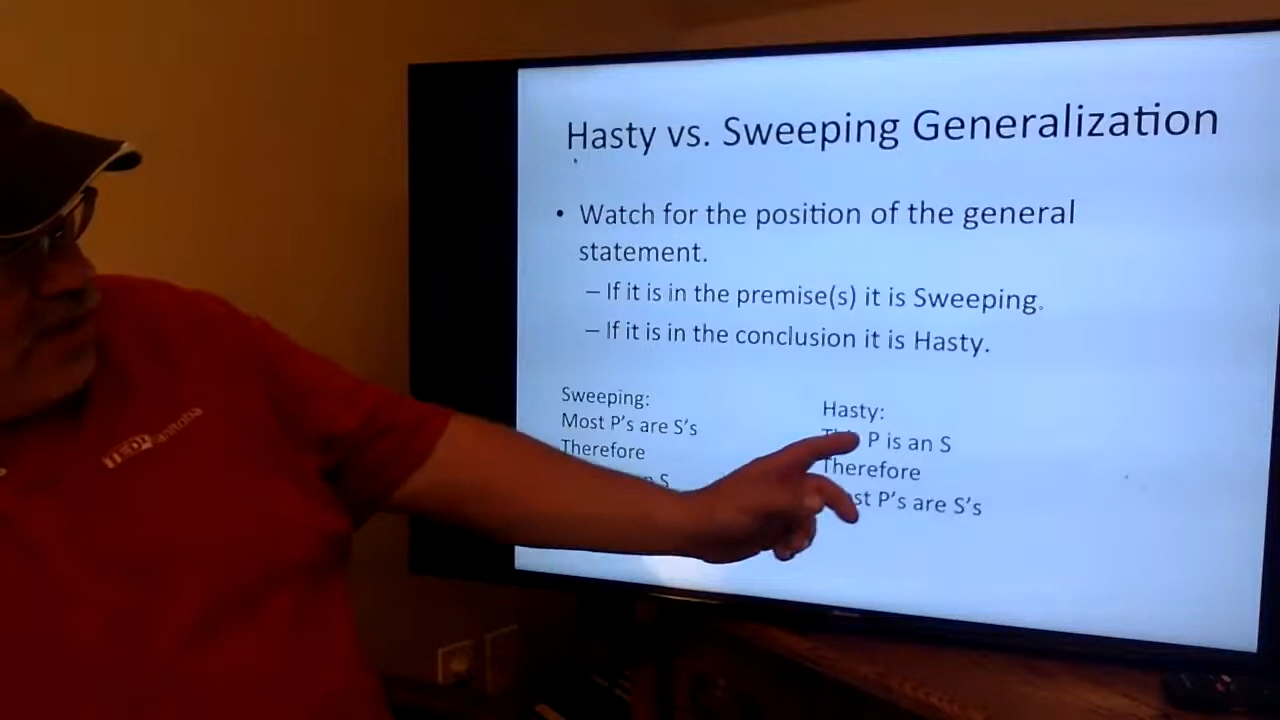 Hasty vs. Sweeping Generalization
• Watch for the position of the general
statement.
– If it is in the premise(s) it is Sweeping.
– If it is in the conclusion it is Hasty.
Sweeping:
Most P's are S's
Therefore
S
Hasty:
P is an S
Therefore
P's are S's